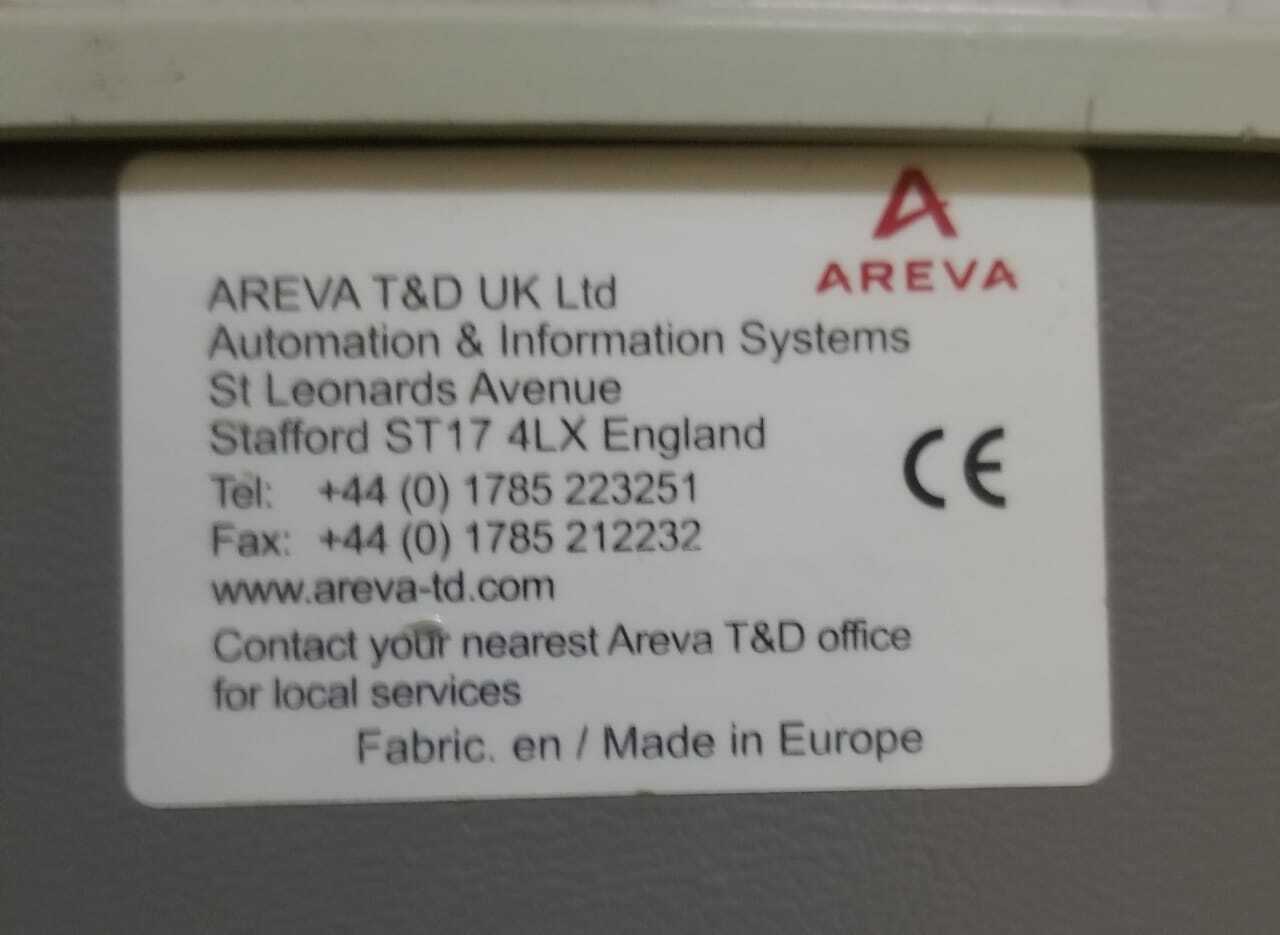 AREVA
AREVA T&D UK Ltd
Automation & Information Systems
St Leonards Avenue
Stafford ST17 4LX England
Tel: +44 (0) 1785 223251
Fax: +44 (0) 1785 212232
www.areva-td.com
CE
Contact your nearest Areva T&D office
for local services
Fabric. en / Made in Europe